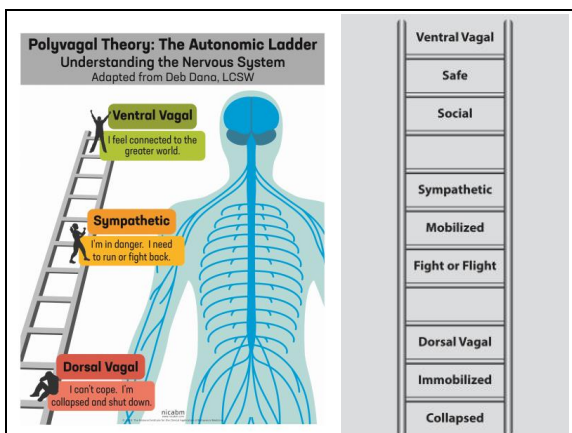 Polyvagal Theory: The Autonomic Ladder
Understanding the Nervous System
Adapted from Deb Dana, LCSW
Ventral Vagal
I feel connected to the
greater world.
Sympathetic
I'm in danger. I need
to run or fight back.
Dorsal Vagal
I can't cope. I'm
collapsed and shut down.
nicabm
Ventral Vagal
Safe
Social
Sympathetic
Mobilized
Fight or Flight
Dorsal Vagal
Immobilized
Collapsed